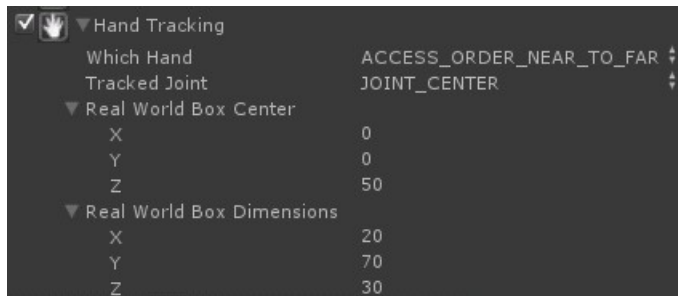 Hand Tracking
Which Hand ACCESS_ORDER_NEAR_TO_FAR
Tracked Joint JOINT_CENTER
Real World Box Center
X 0
Y 0
Z 50
Real World Box Dimensions
X 20
Y 70
Z 30